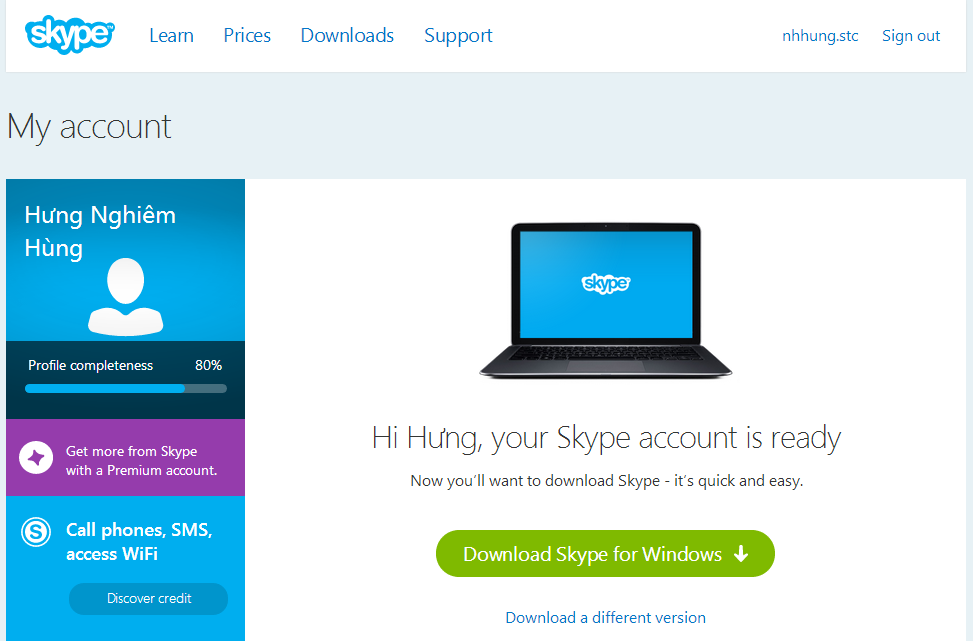 skype™ Learn Prices Downloads Support nhhung.stc Sign out
My account
Hưng Nghiêm
Hùng
Profile completeness 80%
Get more from Skype
with a Premium account.
Call phones, SMS,
access WiFi
Discover credit
skype
Hi Hưng, your Skype account is ready
Now you'll want to download Skype - it's quick and easy.
Download Skype for Windows
Download a different version